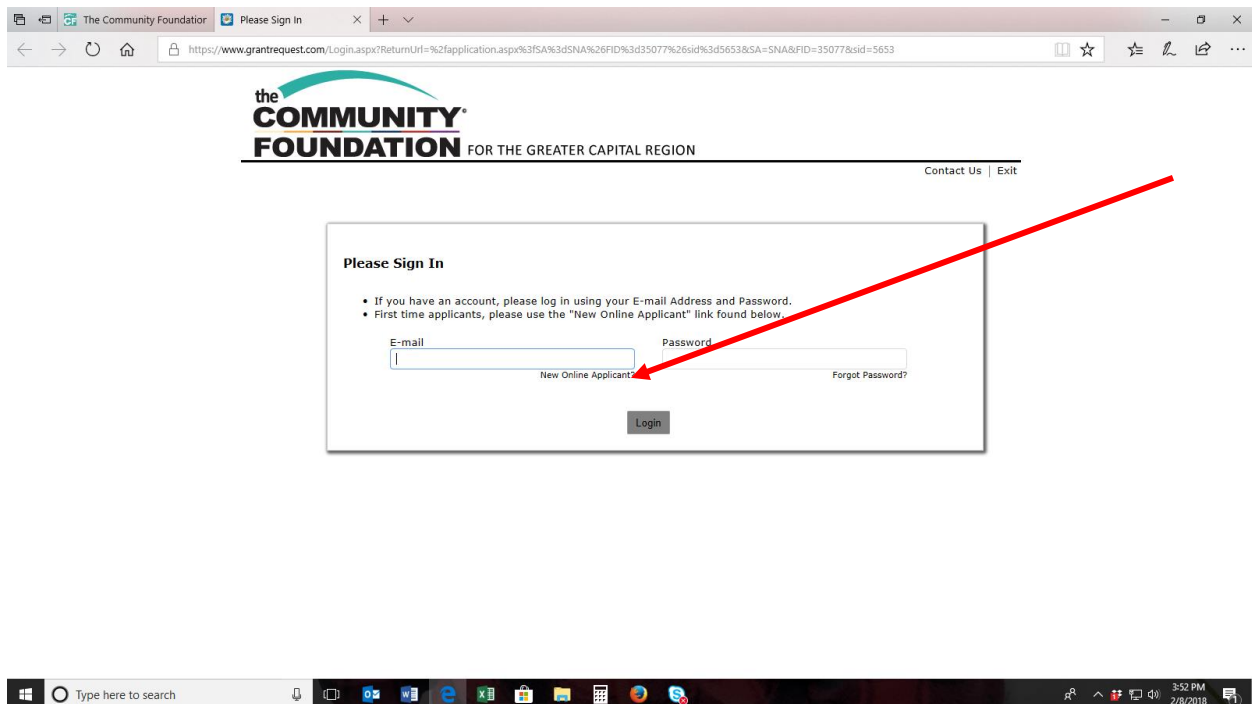 The Community Foundatior
Please Sign In
https://www.grantrequest.com/Login.aspx?ReturnUrl=%2fapplication.aspx%3fSA%3dSNA%26FID%3d35077%26sid%3d5653&SA=SNA&FID=35077&sid=5653
the
COMMUNITY®
FOUNDATION FOR THE GREATER CAPITAL REGION
Contact Us | Exit
Please Sign In
• If you have an account, please log in using your E-mail Address and Password.
• First time applicants, please use the "New Online Applicant" link found below.
E-mail Password
New Online Applicant? Forgot Password?
Login
Type here to search
3:52 PM
2/8/2018